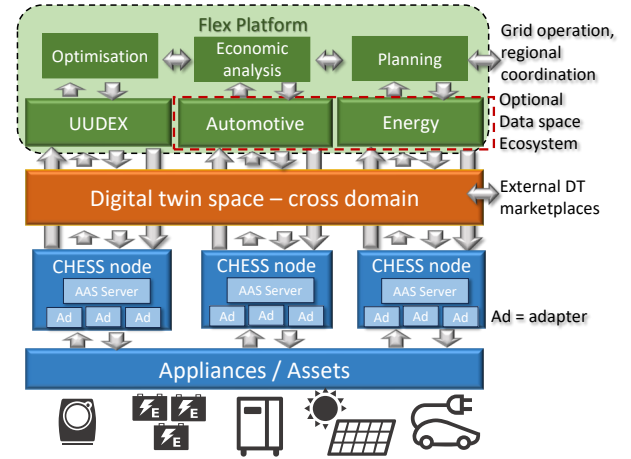 Flex Platform
Optimisation
Economic
analysis
Planning
Grid operation,
regional
coordination
UUDEX
Automotive
Energy
Optional
Data space
Ecosystem
Digital twin space – cross domain
External DT
marketplaces
CHESS node
AAS Server
Ad Ad Ad
CHESS node
AAS Server
Ad Ad Ad
CHESS node
AAS Server
Ad Ad Ad
Ad = adapter
Appliances / Assets
E
E
E